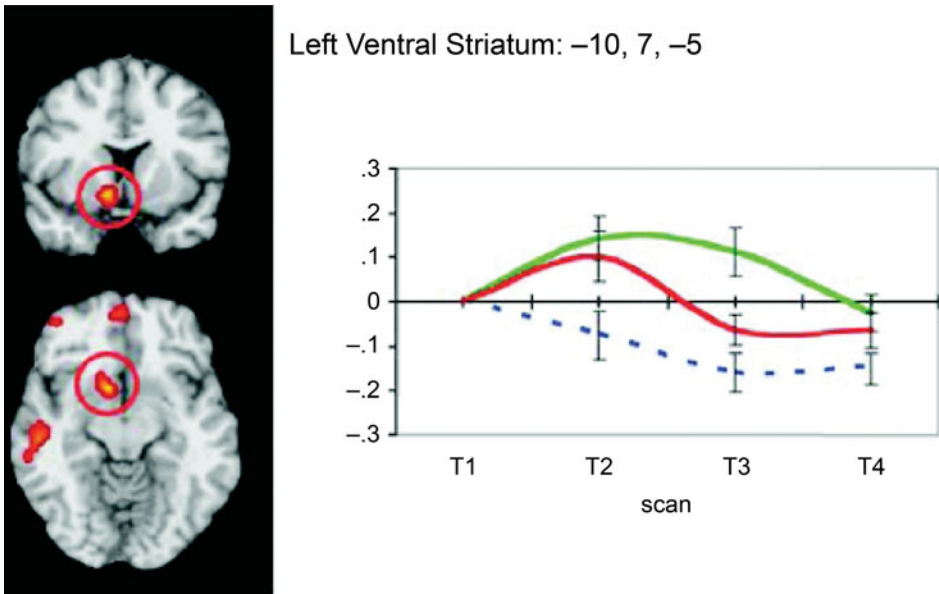 Left Ventral Striatum: –10, 7, –5
.3
.2
.1
0
–.1
–.2
–.3
T1 T2 T3 T4
scan